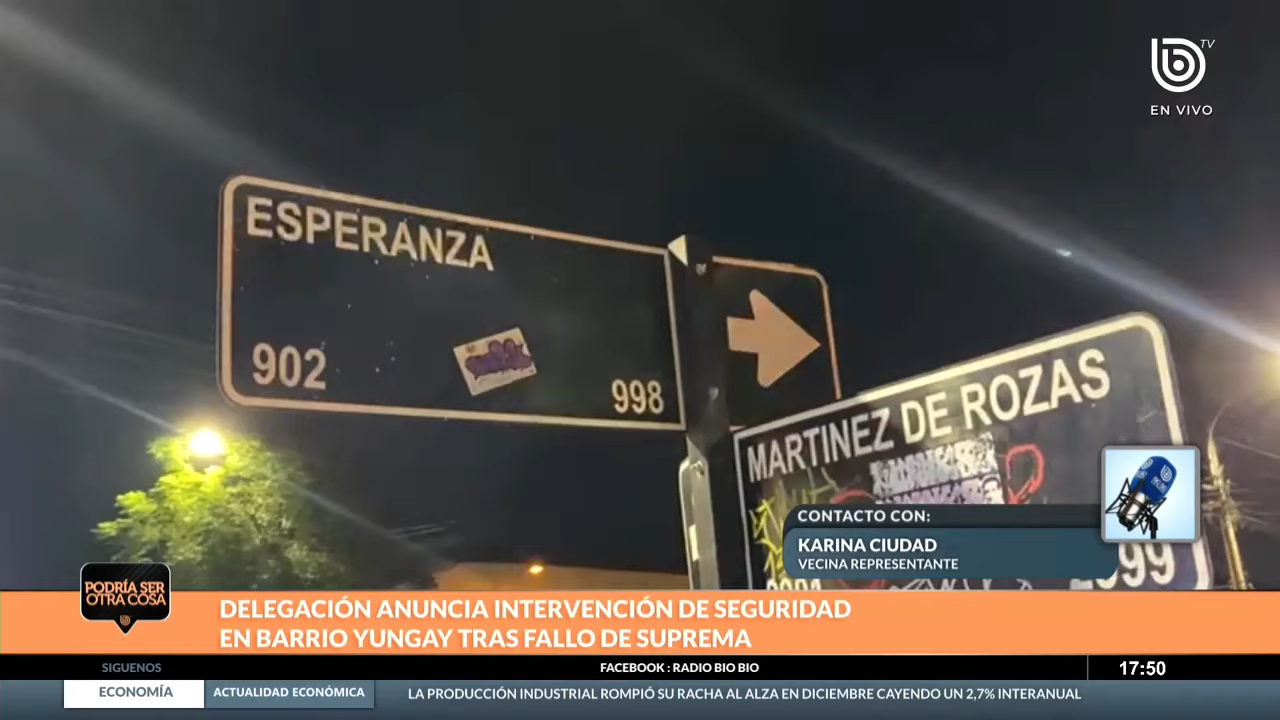 TV
EN VIVO
ESPERANZA
902
998
MARTINEZ DE ROZAS
CONTACTO CON:
KARINA CIUDAD
VECINA REPRESENTANTE
PODRÍA SER
OTRA COSA
DELEGACIÓN ANUNCIA INTERVENCIÓN DE SEGURIDAD
EN BARRIO YUNGAY TRAS FALLO DE SUPREMA
SIGUENOS
FACEBOOK : RADIO BIO BIO
17:50
ECONOMÍA
ACTUALIDAD ECONÓMICA
LA PRODUCCIÓN INDUSTRIAL ROMPIÓ SU RACHA AL ALZA EN DICIEMBRE CAYENDO UN 2,7% INTERANUAL